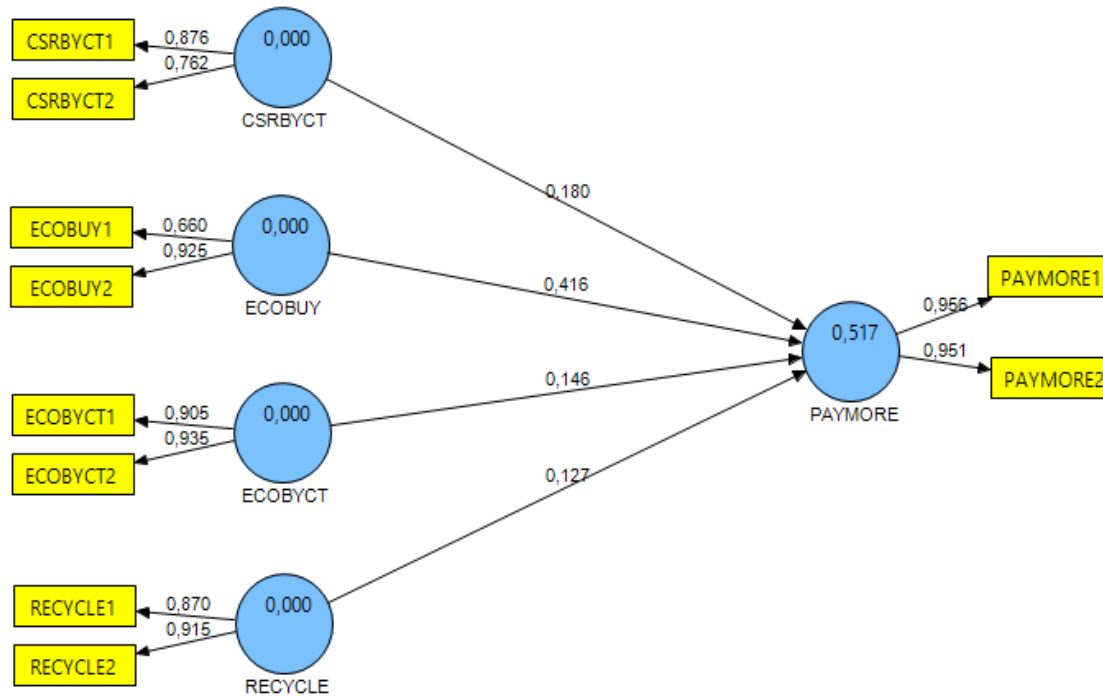 CSRBYCT1
0,876
0,000
CSRBYCT2
0,762
CSRBYCT
0,180
ECOBUY1
0,660
0,000
ECOBUY2
0,925
ECOBUY
0,416
PAYMORE1
0,956
0,517
0,951
PAYMORE2
PAYMORE
ECOBYCT1
0,905
0,000
ECOBYCT2
0,935
ECOBYCT
0,146
0,127
RECYCLE1
0,870
0,000
RECYCLE2
0,915
RECYCLE